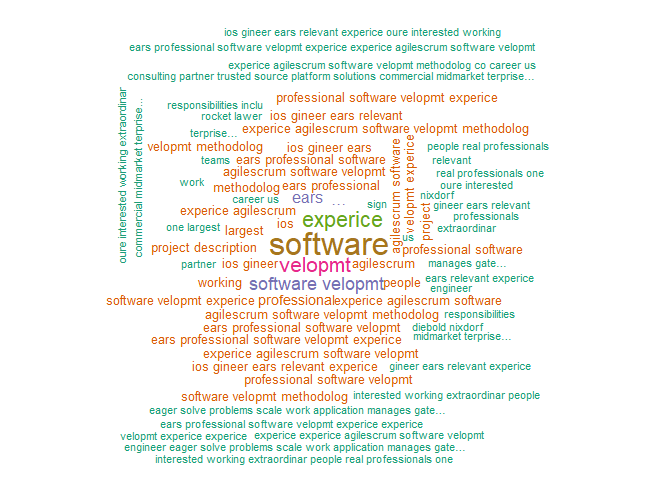 ios gineer ears relevant experice oure interested working
ears professional software velopmt experice experice agilescrum software velopmt
experice agilescrum software velopmt methodolog co career us
consulting partner trusted source platform solutions commercial midmarket terprise...
professional software velopmt experice
responsibilities inclu
rocket lawer
ios gineer ears relevant
terprise...
experice agilescrum software velopmt methodolog
oure interested working extraordinar
commercial midmarket terprise...
velopmt methodolog
ios gineer ears
people real professionals
teams
ears professional software
relevant
agilescrum software velopmt
real professionals one
work
methodolog
ears professional
oure interested
career us
ears
...
sign
nixdorf
agilescrum software
velopmt experice
project
gineer ears relevant
experice agilescrum
professionals
one largest
largest
ios
experice
extraordinar
us
project description
software
professional software
partner
ios gineer
velopmt
agilescrum
manages gate...
working
software velopmt
people
ears relevant experice
engineer
software velopmt experice
professional
experice agilescrum software
agilescrum software velopmt methodolog
responsibilities
ears professional software velopmt
diebold nixdorf
ears professional software velopmt experice
midmarket terprise...
experice agilescrum software velopmt
ios gineer ears relevant experice
gineer ears relevant experice
professional software velopmt
software velopmt methodolog
interested working extraordinar people
eager solve problems scale work application manages gate...
ears professional software velopmt experice experice
velopmt experice experice
experice experice agilescrum software velopmt
engineer eager solve problems scale work application manages gate...
interested working extraordinar people real professionals one